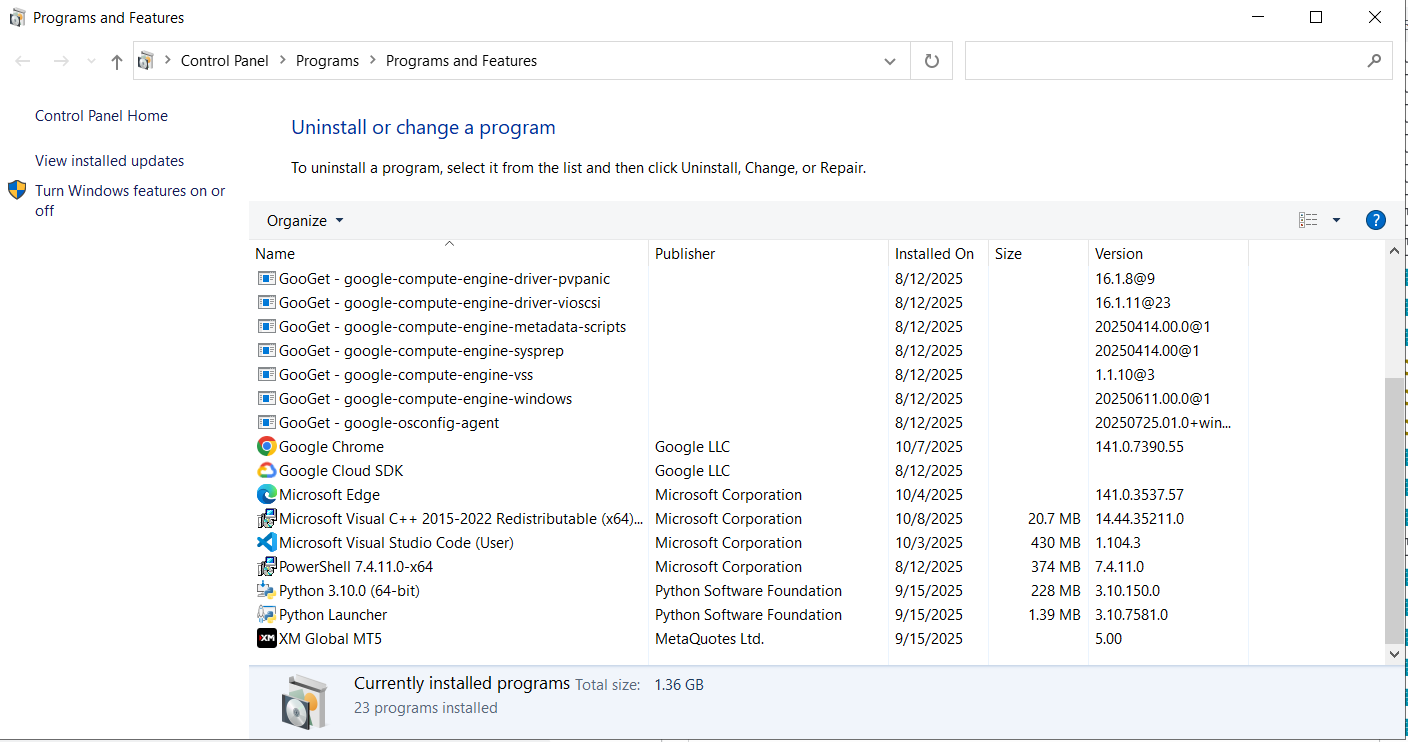 Programs and Features
Control Panel > Programs > Programs and Features
Control Panel Home
View installed updates
Turn Windows features on or
off
Uninstall or change a program
To uninstall a program, select it from the list and then click Uninstall, Change, or Repair.
Organize
Name Publisher Installed On Size Version
GooGet - google-compute-engine-driver-pvpanic 8/12/2025 16.1.8@9
GooGet - google-compute-engine-driver-vioscsi 8/12/2025 16.1.11@23
GooGet - google-compute-engine-metadata-scripts 8/12/2025 20250414.00.0@1
GooGet - google-compute-engine-sysprep 8/12/2025 20250414.00@1
GooGet - google-compute-engine-vss 8/12/2025 1.1.10@3
GooGet - google-compute-engine-windows 8/12/2025 20250611.00.0@1
GooGet - google-osconfig-agent 8/12/2025 20250725.01.0+win...
Google Chrome Google LLC 10/7/2025 141.0.7390.55
Google Cloud SDK Google LLC 8/12/2025
Microsoft Edge Microsoft Corporation 10/4/2025 141.0.3537.57
Microsoft Visual C++ 2015-2022 Redistributable (x64)... Microsoft Corporation 10/8/2025 20.7 MB 14.44.35211.0
Microsoft Visual Studio Code (User) Microsoft Corporation 10/3/2025 430 MB 1.104.3
PowerShell 7.4.11.0-x64 Microsoft Corporation 8/12/2025 374 MB 7.4.11.0
Python 3.10.0 (64-bit) Python Software Foundation 9/15/2025 228 MB 3.10.150.0
Python Launcher Python Software Foundation 9/15/2025 1.39 MB 3.10.7581.0
XM XM Global MT5 MetaQuotes Ltd. 9/15/2025 5.00
Currently installed programs Total size: 1.36 GB
23 programs installed